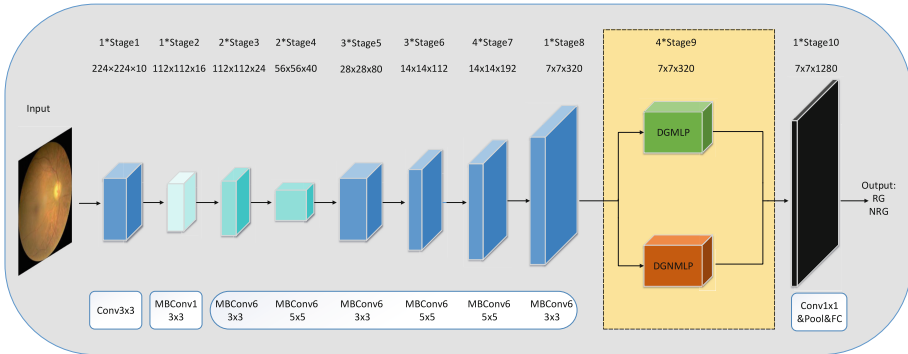 1*Stage1 1*Stage2 2*Stage3 2*Stage4 3*Stage5 3*Stage6 4*Stage7 1*Stage8 4*Stage9 1*Stage10
224×224×10 112x112x16 112x112x24 56x56x40 28x28x80 14x14x112 14x14x192 7x7x320 7x7x320 7x7x1280
Input
DGMLP
Output:
RG
NRG
DGNMLP
Conv3x3
MBConv1
3x3
MBConv6 MBConv6 MBConv6 MBConv6 MBConv6 MBConv6
3x3 5x5 3x3 5x5 5x5 3x3
Conv1x1
&Pool&FC